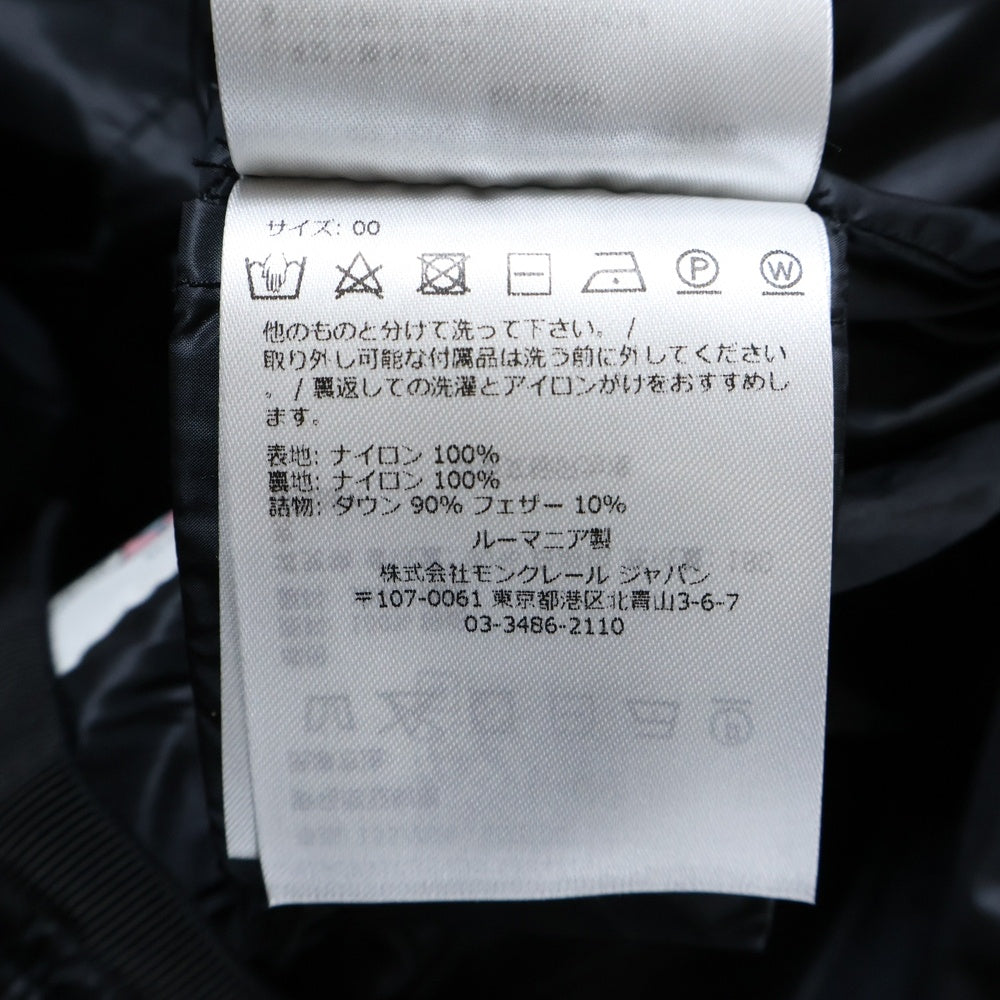 サイズ: 00
P W
他のものと分けて洗って下さい。 /
取り外し可能な付属品は洗う前に外してください
。 / 裏返しての洗濯とアイロンがけをおすすめし
ます。
表地: ナイロン 100%
裏地: ナイロン 100%
詰物: ダウン 90% フェザー 10%
ルーマニア製
株式会社モンクレール ジャパン
〒107-0061 東京都港区北青山3-6-7
03-3486-2110